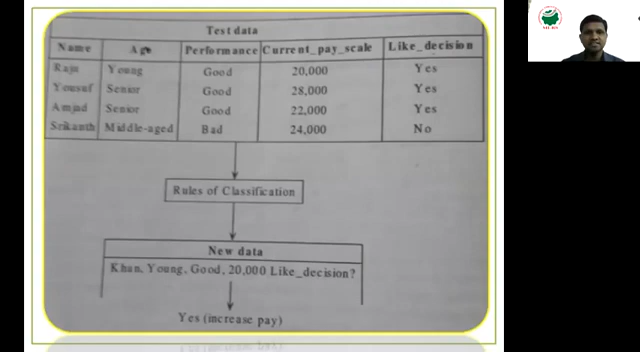 Test data
Name Age Performance Current_pay_scale Like_decision
Raju Young Good 20,000 Yes
Yousuf Senior Good 28,000 Yes
Amjad Senior Good 22,000 Yes
Srikanth Middle-aged Bad 24,000 No
Rules of Classification
New data
Khan, Young, Good, 20,000 Like_decision?
Yes (increase pay)